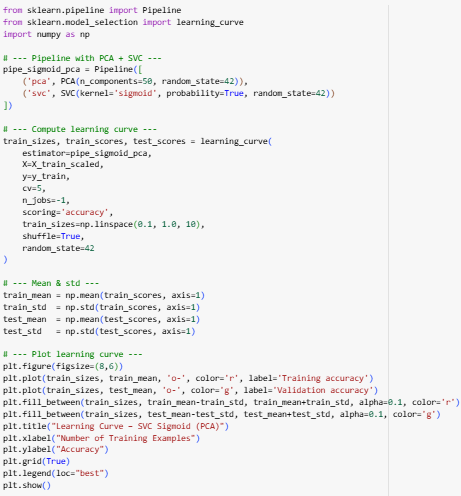 from sklearn.pipeline import Pipeline
from sklearn.model_selection import learning_curve
import numpy as np

# --- Pipeline with PCA + SVC ---
pipe_sigmoid_pca = Pipeline([
    ('pca', PCA(n_components=50, random_state=42)),
    ('svc', SVC(kernel='sigmoid', probability=True, random_state=42))
])

# --- Compute learning curve ---
train_sizes, train_scores, test_scores = learning_curve(
    estimator=pipe_sigmoid_pca,
    X=X_train_scaled,
    y=y_train,
    cv=5,
    n_jobs=-1,
    scoring='accuracy',
    train_sizes=np.linspace(0.1, 1.0, 10),
    shuffle=True,
    random_state=42
)

# --- Mean & std ---
train_mean = np.mean(train_scores, axis=1)
train_std  = np.std(train_scores, axis=1)
test_mean  = np.mean(test_scores, axis=1)
test_std   = np.std(test_scores, axis=1)

# --- Plot learning curve ---
plt.figure(figsize=(8,6))
plt.plot(train_sizes, train_mean, 'o-', color='r', label='Training accuracy')
plt.plot(train_sizes, test_mean, 'o-', color='g', label='Validation accuracy')
plt.fill_between(train_sizes, train_mean-train_std, train_mean+train_std, alpha=0.1, color='r')
plt.fill_between(train_sizes, test_mean-test_std, test_mean+test_std, alpha=0.1, color='g')
plt.title("Learning Curve – SVC Sigmoid (PCA)")
plt.xlabel("Number of Training Examples")
plt.ylabel("Accuracy")
plt.grid(True)
plt.legend(loc="best")
plt.show()